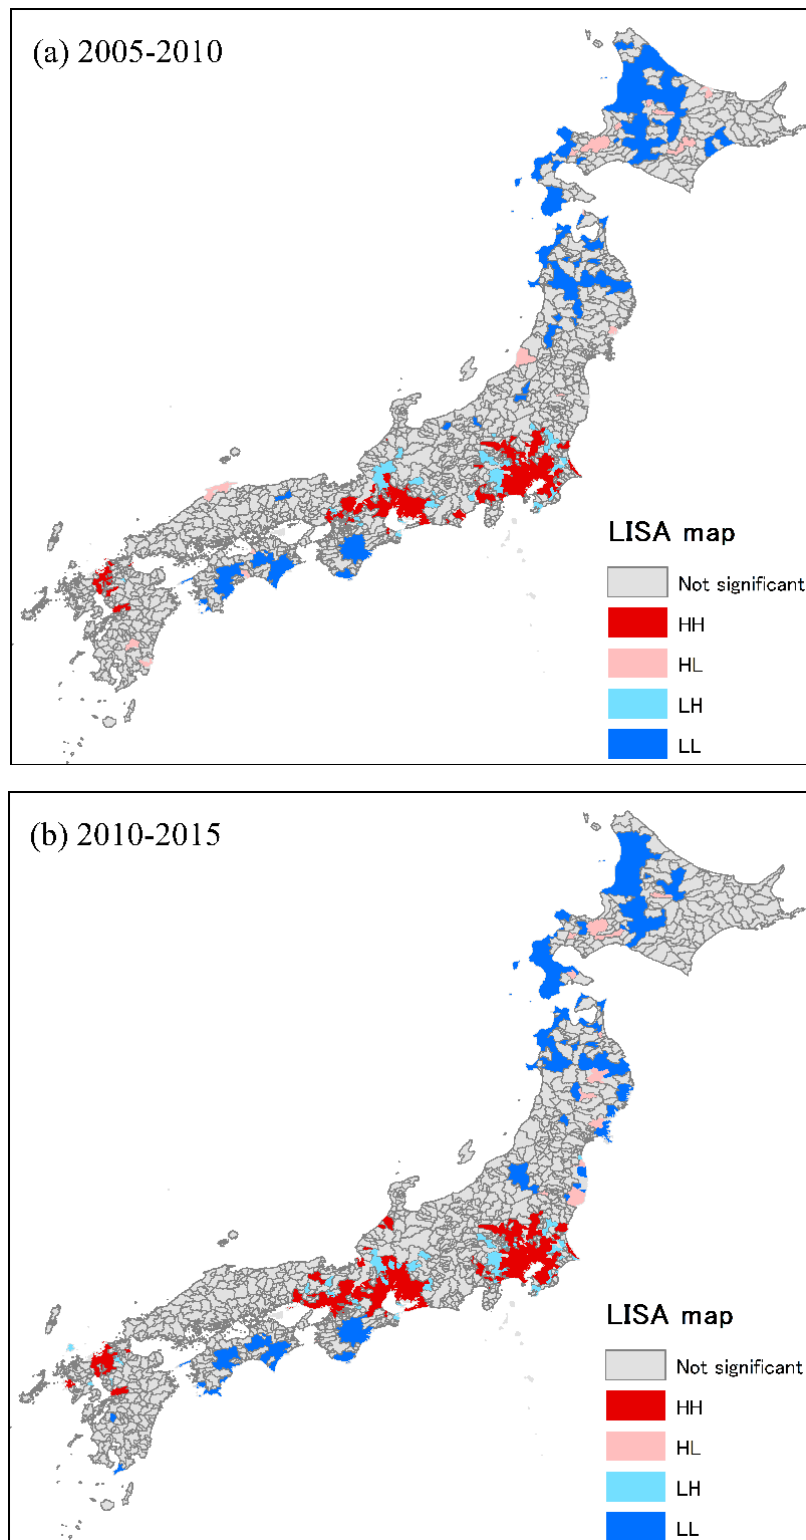 (a) 2005-2010
LISA map
Not significant
HH
HL
LH
LL
(b) 2010-2015
LISA map
Not significant
HH
HL
LH
LL